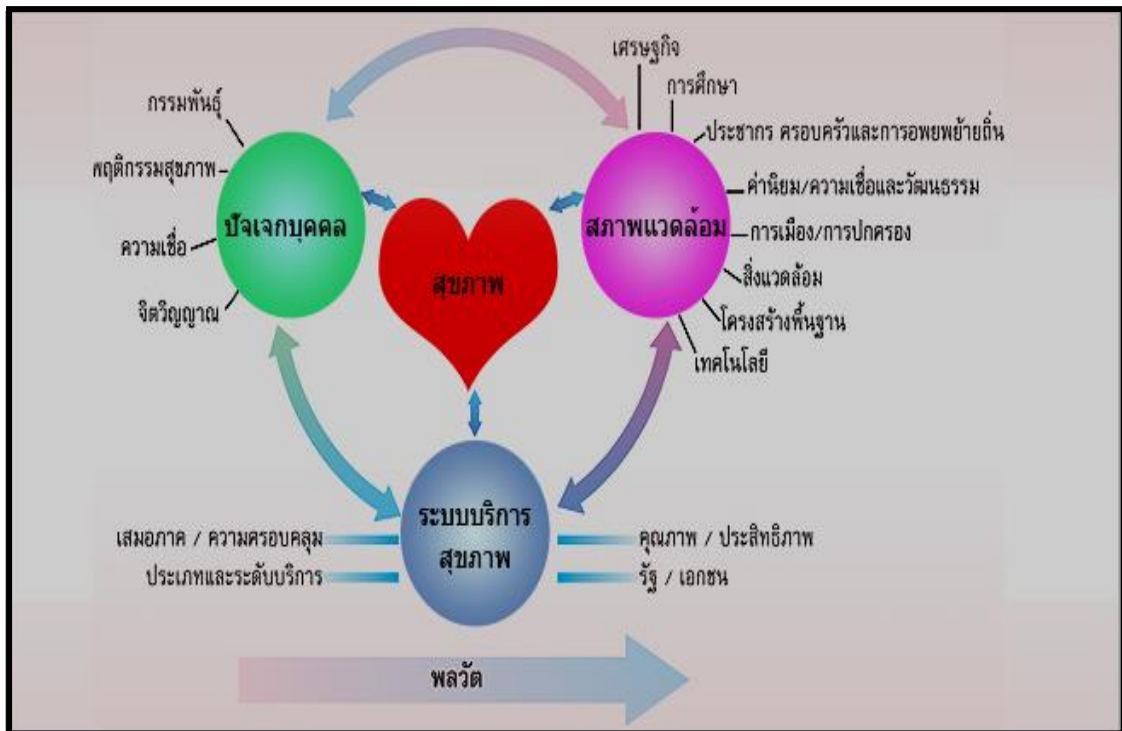 เศรษฐกิจ
การศึกษา
กรรมพันธุ์
ประชากร ครอบครัวและการอพยพย้ายถิ่น
พฤติกรรมสุขภาพ
ค่านิยม/ความเชื่อและวัฒนธรรม
ปัจเจกบุคคล
สภาพแวดล้อม
การเมือง/การปกครอง
ความเชื่อ
สุขภาพ
สิ่งแวดล้อม
จิตวิญญาณ
โครงสร้างพื้นฐาน
เทคโนโลยี
ระบบบริการ
สุขภาพ
เสมอภาค / ความครอบคลุม
คุณภาพ / ประสิทธิภาพ
ประเภทและระดับบริการ
รัฐ / เอกชน
พลวัต